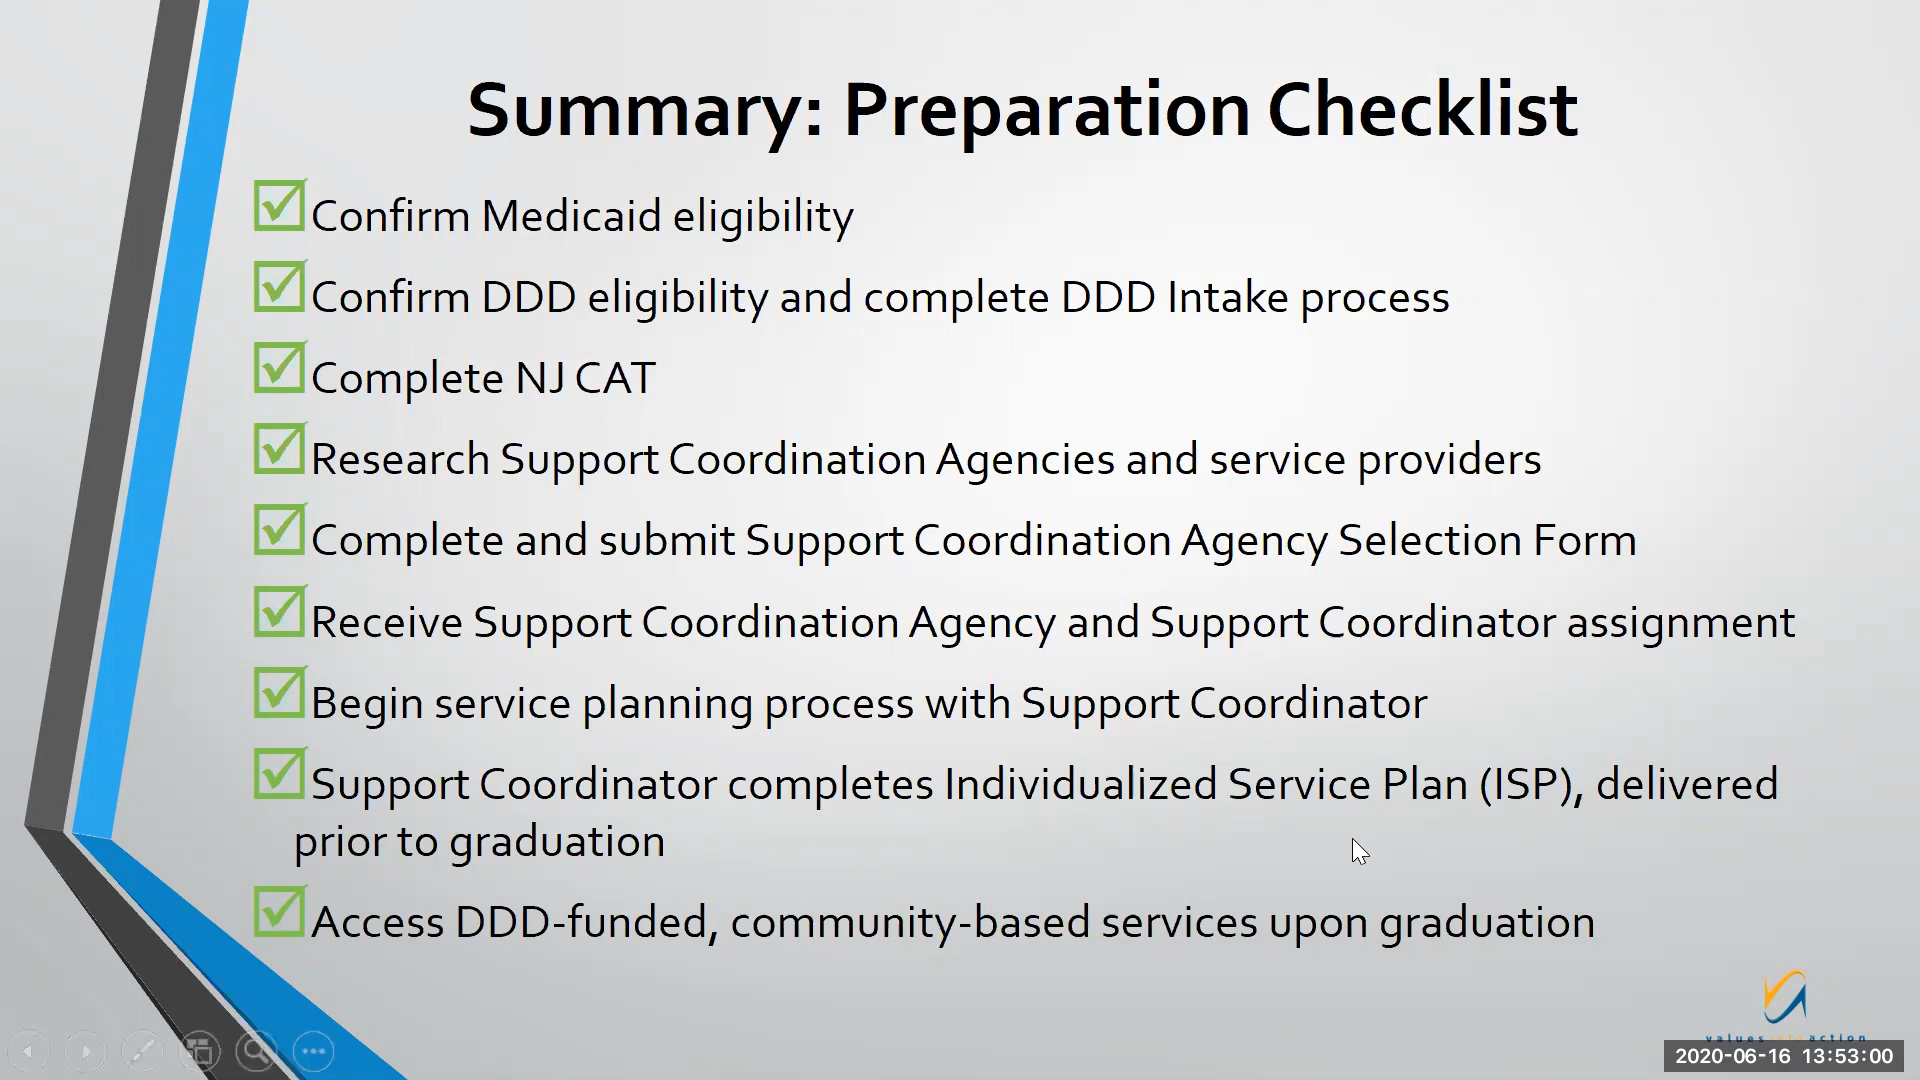 Summary: Preparation Checklist
Confirm Medicaid eligibility
Confirm DDD eligibility and complete DDD Intake process
Complete NJ CAT
Research Support Coordination Agencies and service providers
Complete and submit Support Coordination Agency Selection Form
Receive Support Coordination Agency and Support Coordinator assignment
Begin service planning process with Support Coordinator
Support Coordinator completes Individualized Service Plan (ISP), delivered
prior to graduation
Access DDD-funded, community-based services upon graduation
values into action
2020-06-16 13:53:00